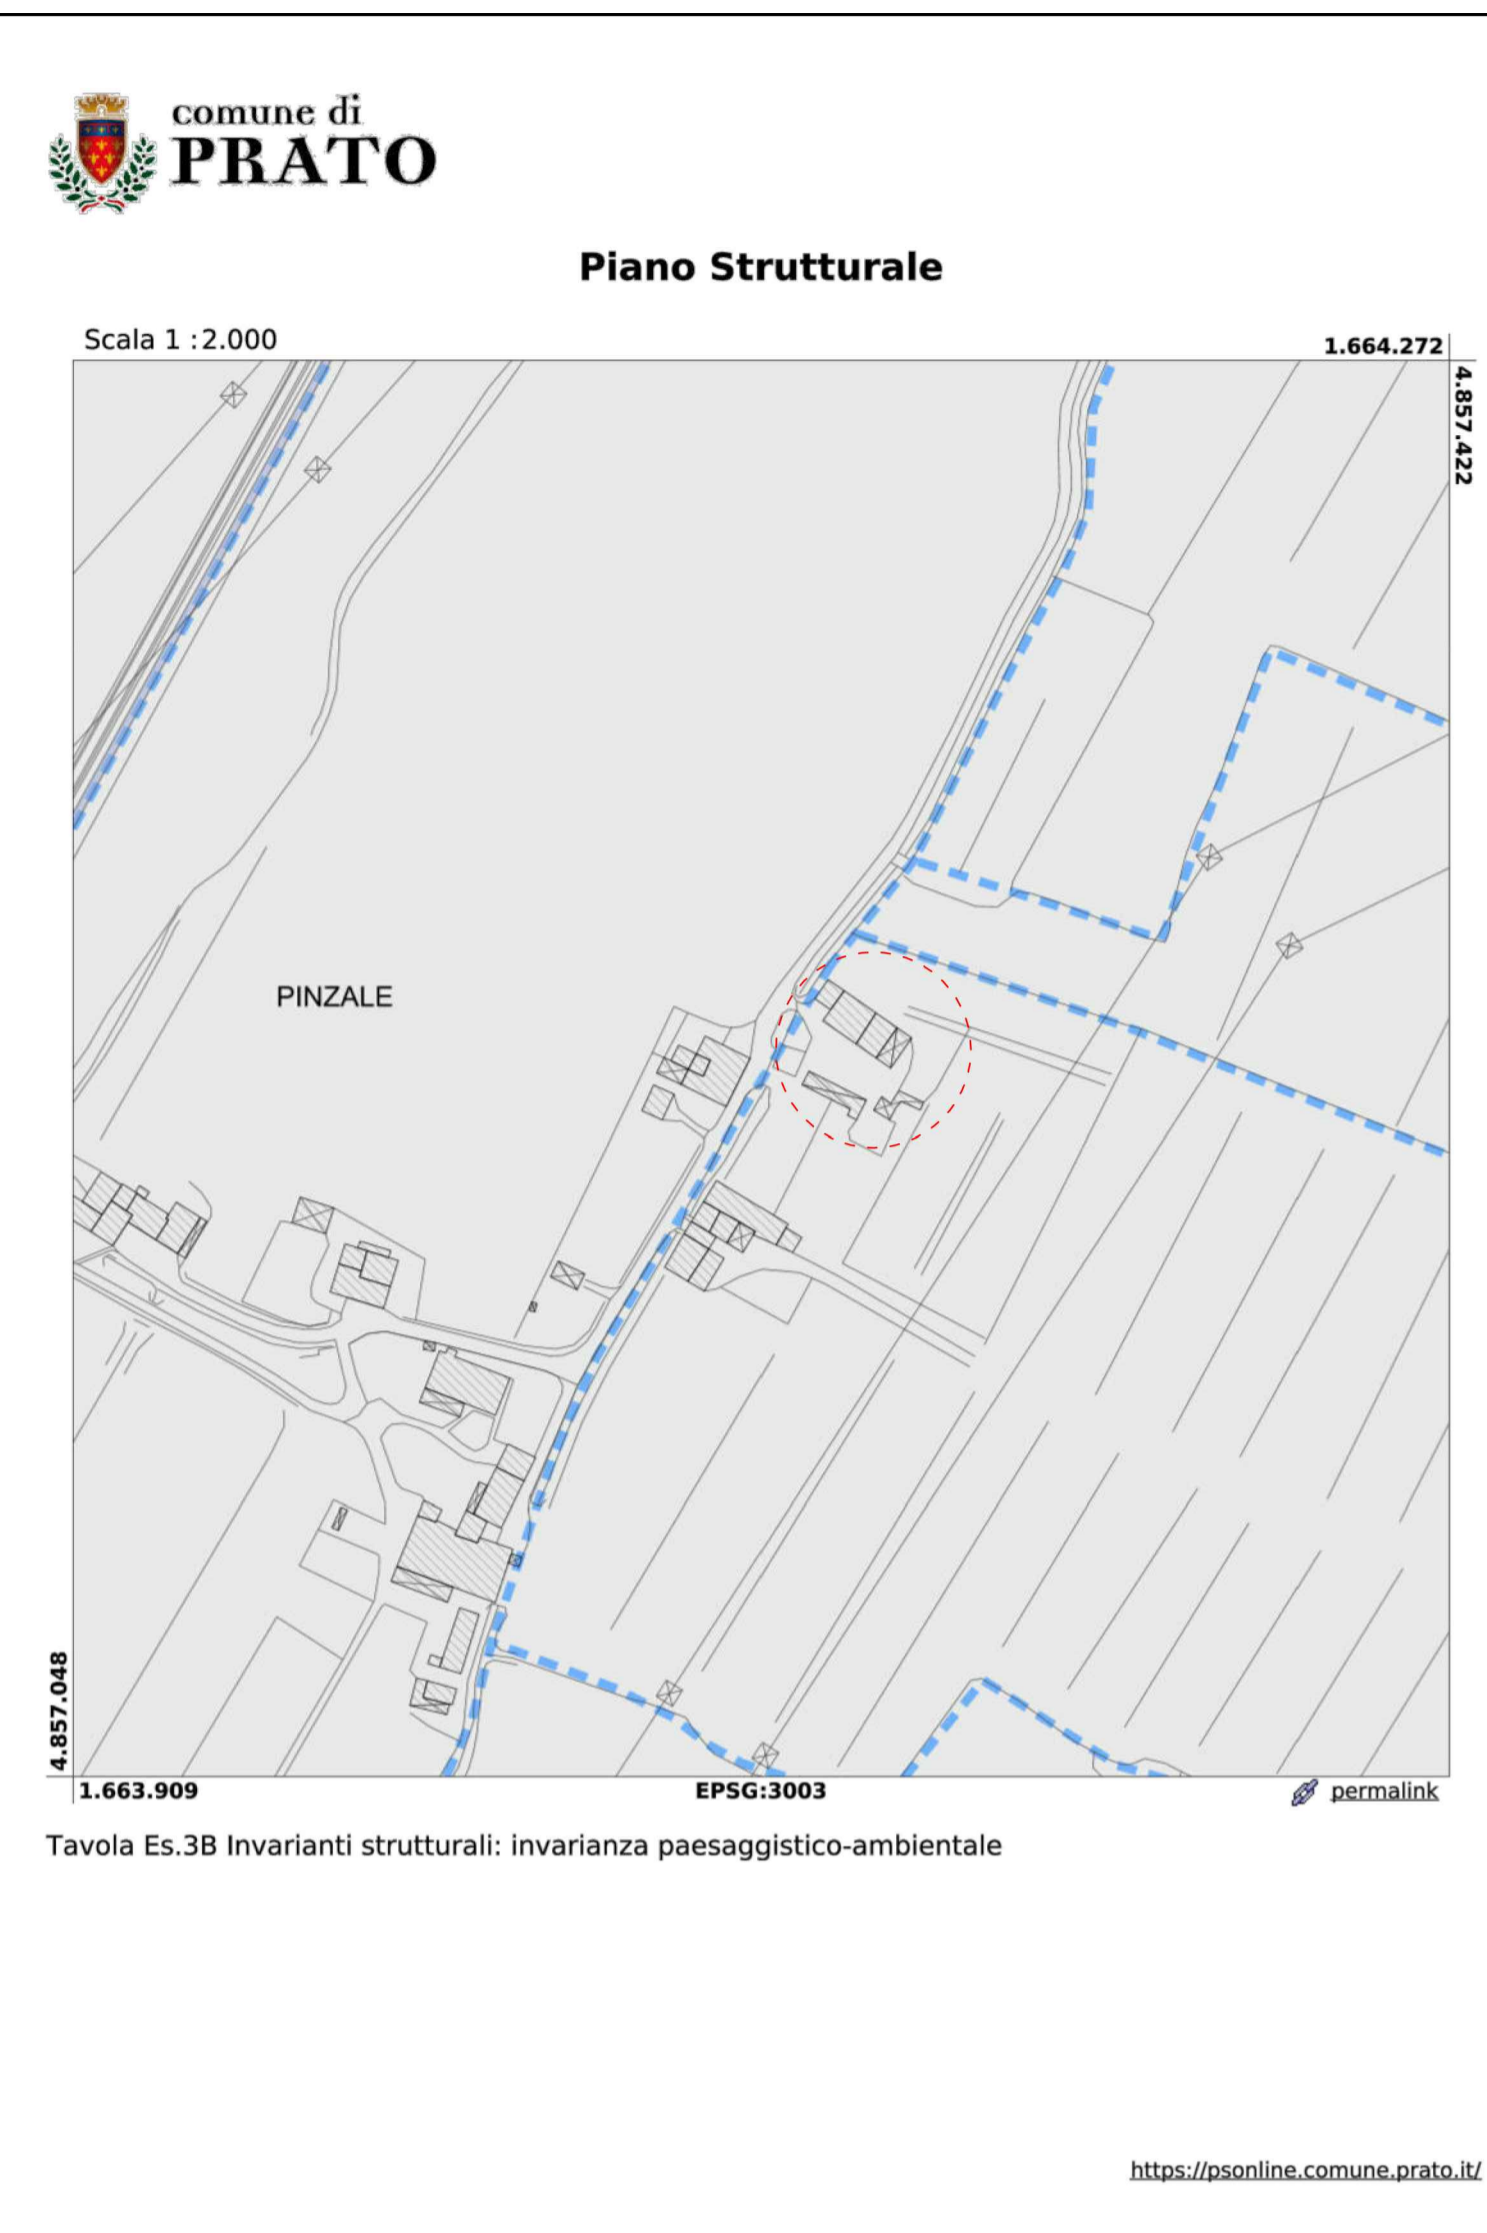 comune di
PRATO
Piano Strutturale
Scala 1 :2.000
1.664.272
4.857.422
PINZALE
4.857.048
1.663.909
EPSG:3003
permalink
Tavola Es.3B Invarianti strutturali: invarianza paesaggistico-ambientale
https://psonline.comune.prato.it/